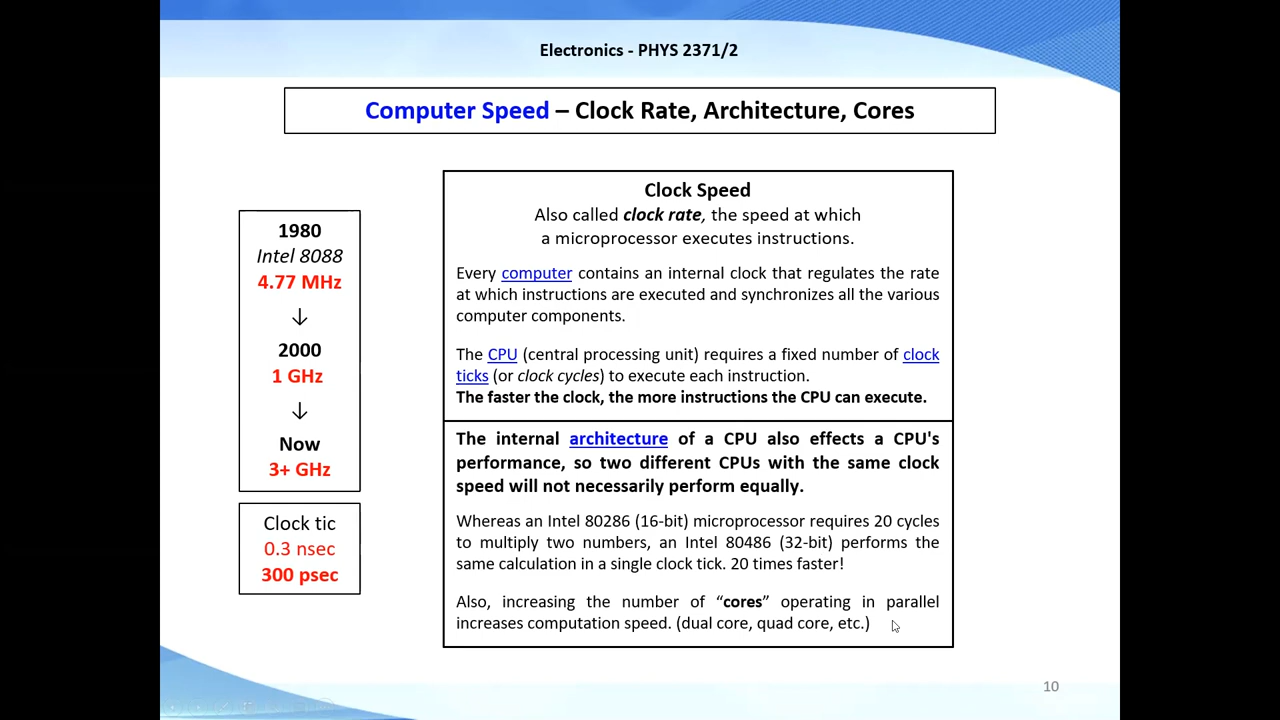 Electronics - PHYS 2371/2
Computer Speed – Clock Rate, Architecture, Cores
1980
Intel 8088
4.77 MHz
↓
2000
1 GHz
↓
Now
3+ GHz
Clock tic
0.3 nsec
300 psec
Clock Speed
Also called clock rate, the speed at which
a microprocessor executes instructions.
Every computer contains an internal clock that regulates the rate
at which instructions are executed and synchronizes all the various
computer components.
The CPU (central processing unit) requires a fixed number of clock
ticks (or clock cycles) to execute each instruction.
The faster the clock, the more instructions the CPU can execute.
The internal architecture of a CPU also effects a CPU's
performance, so two different CPUs with the same clock
speed will not necessarily perform equally.
Whereas an Intel 80286 (16-bit) microprocessor requires 20 cycles
to multiply two numbers, an Intel 80486 (32-bit) performs the
same calculation in a single clock tick. 20 times faster!
Also, increasing the number of “cores” operating in parallel
increases computation speed. (dual core, quad core, etc.)
10